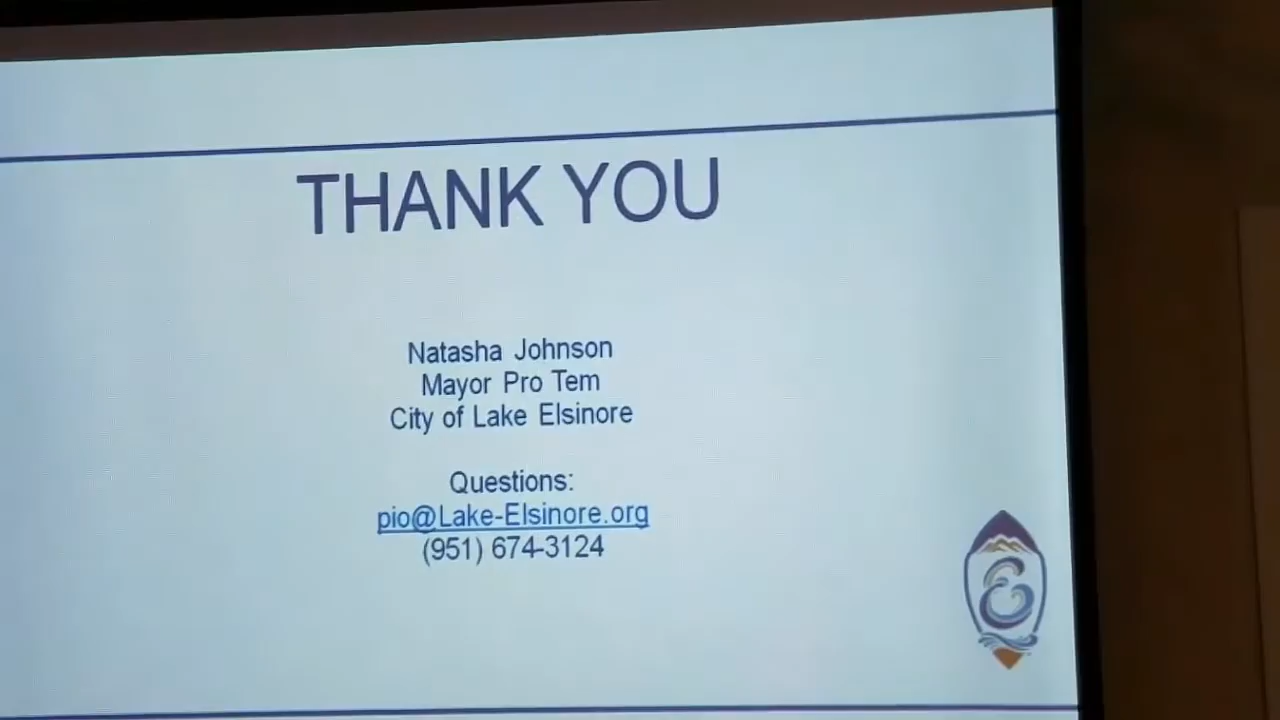 THANK YOU
Natasha Johnson
Mayor Pro Tem
City of Lake Elsinore
Questions:
pio@Lake-Elsinore.org
(951) 674-3124
E